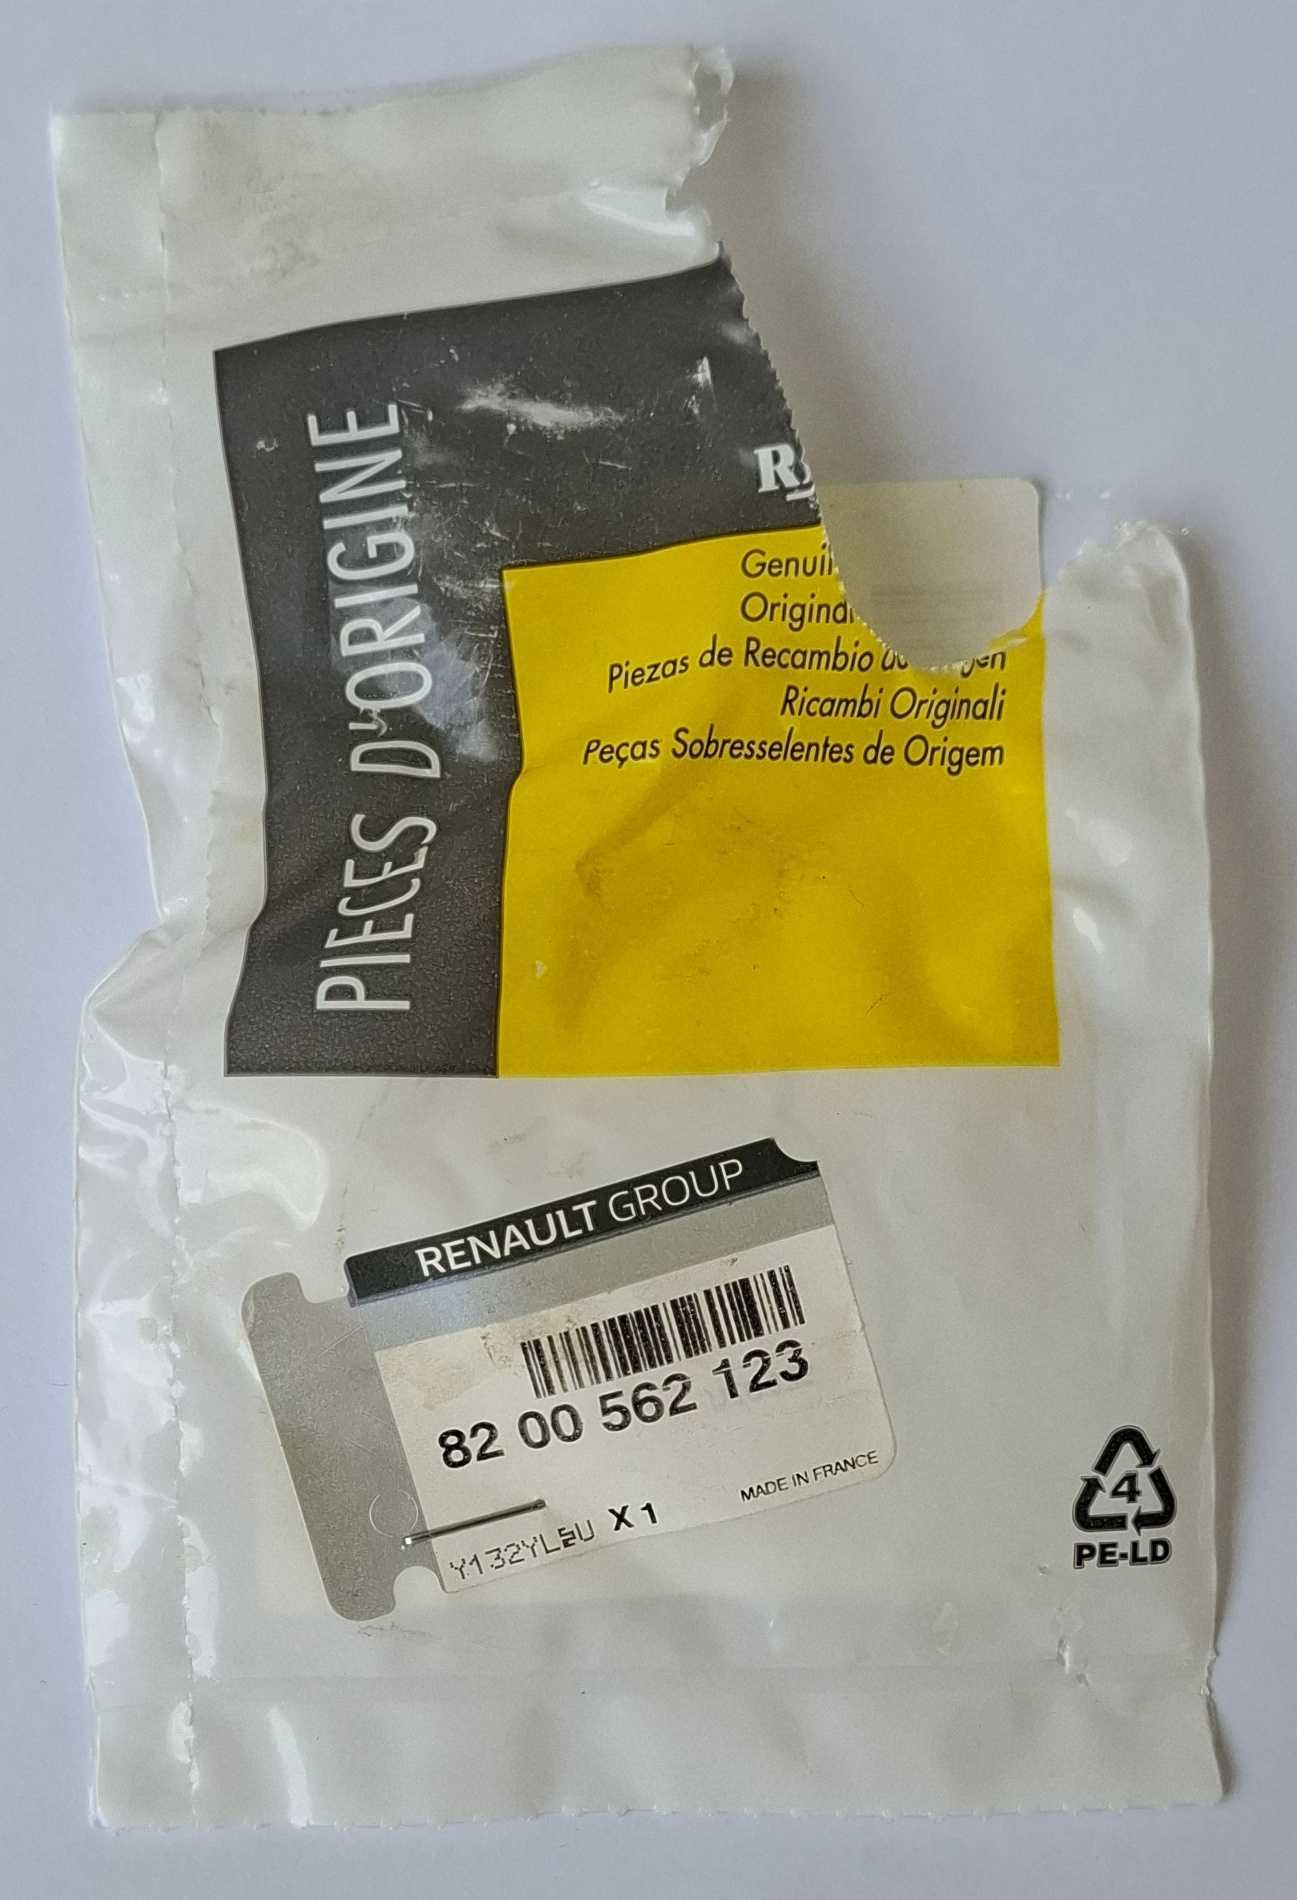 PIECES D'ORIGINE
Piezas de Recambio
Ricambi Originali
Peças Sobresselentes de Origem
RENAULT GROUP
82 00 562 123
X 1
MADE IN FRANCE
4
PE-LD